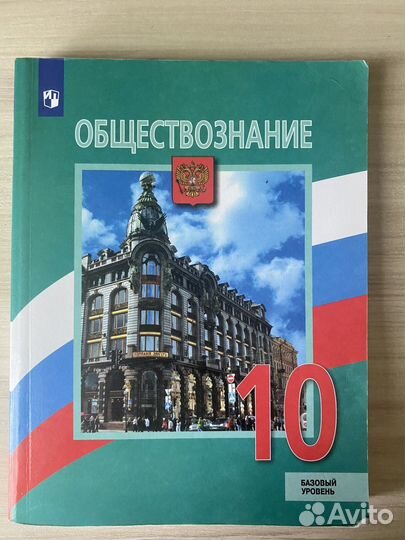 ОБЩЕСТВОЗНАНИЕ
10
БАЗОВЫЙ
УРОВЕНЬ
Avito